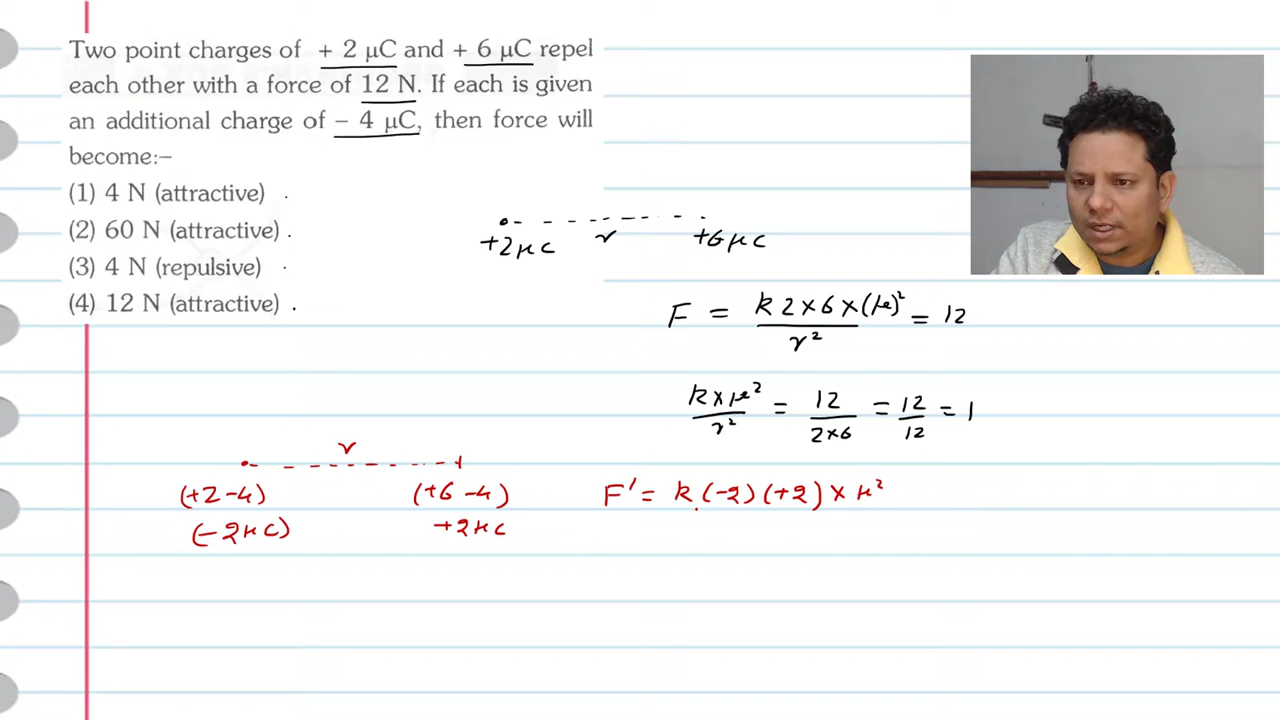 Two point charges of + 2 μC and + 6 μC repel
each other with a force of 12 N. If each is given
an additional charge of – 4 μC, then force will
become:–
(1) 4 N (attractive) .
(2) 60 N (attractive) .
(3) 4 N (repulsive) .
(4) 12 N (attractive) .
+2μc r +6μc
F = k 2×6×(μ)² / r² = 12
k×μ² / r² = 12 / 2×6 = 12 / 12 = 1
r
(+2-4) (+6-4)
(-2μc) +2μc
F' = k(-2)(+2)×μ²